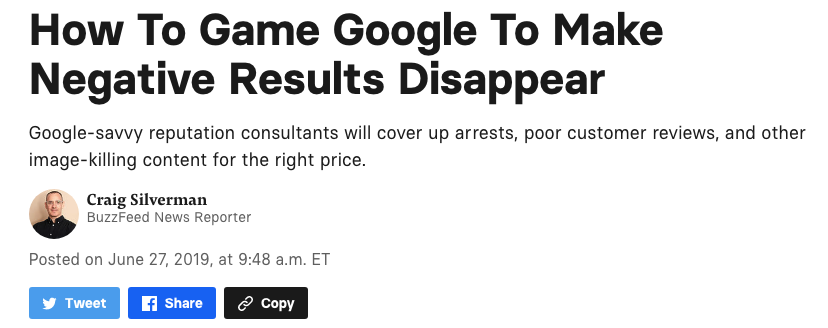 How To Game Google To Make
Negative Results Disappear
Google-savvy reputation consultants will cover up arrests, poor customer reviews, and other
image-killing content for the right price.
Craig Silverman
BuzzFeed News Reporter
Posted on June 27, 2019, at 9:48 a.m. ET
Tweet Share Copy